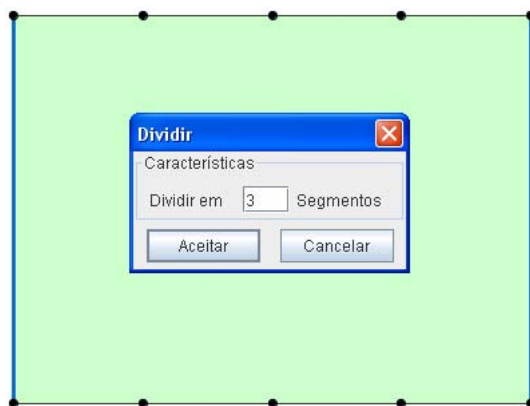 Dividir
Características
Dividir em 3 Segmentos
Aceitar Cancelar